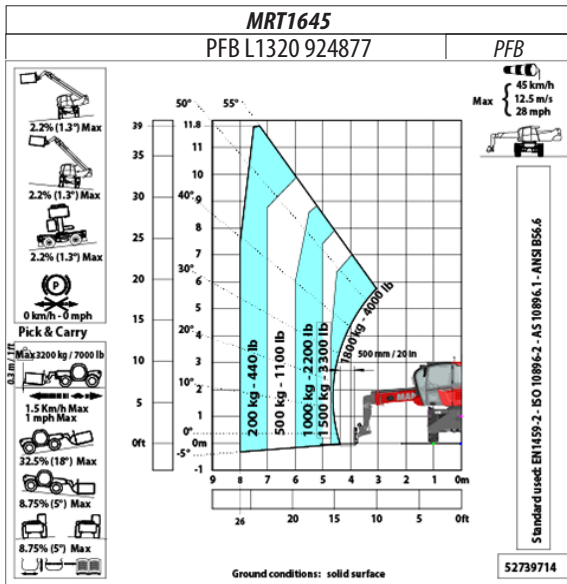 MRT1645
PFB L1320 924877
PFB
2.2% (1.3°) Max
2.2% (1.3°) Max
2.2% (1.3°) Max
P
0 km/h - 0 mph
Pick & Carry
Max 3200 kg / 7000 lb
0.3 m / 1ft
1.5 Km/h Max
1 mph Max
32.5% (18°) Max
8.75% (5°) Max
8.75% (5°) Max
Max
45 km/h
12.5 m/s
28 mph
50°
55°
40°
30°
20°
10°
0°
-5°
39
35
30
25
20
15
10
5
0ft
11.8
11
10
9
8
7
6
5
4
3
2
1
0m
-1
200 kg - 440 lb
500 kg - 1100 lb
1000 kg - 2200 lb
1500 kg - 3300 lb
1800 kg - 4000 lb
500 mm / 20 in
MAN
9
8
7
6
5
4
3
2
1
0m
26
20
15
10
5
0ft
Ground conditions: solid surface
Standard used: EN1459-2 - ISO 10896-2 - AS 10896.1 - ANSI B56.6
52739714